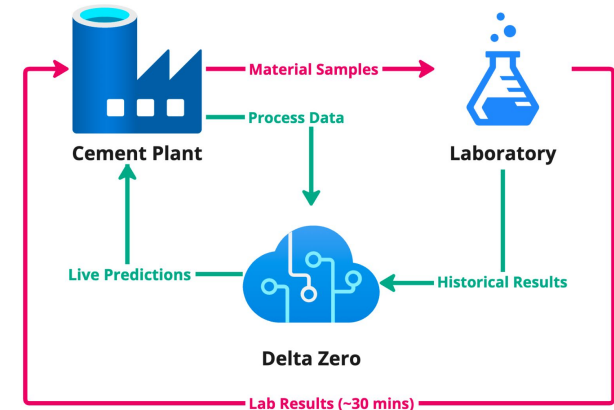 Material Samples
Process Data
Cement Plant
Laboratory
Live Predictions
Historical Results
Delta Zero
Lab Results (~30 mins)